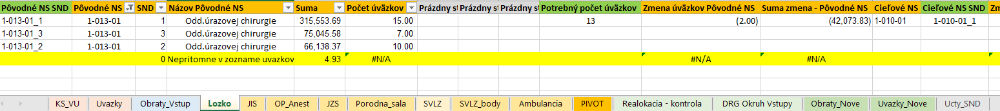 Pôvodné NS SND Pôvodné NS SND Názov Pôvodné NS Suma Počet úväzkov Prázdny st Prázdny st Prázdny st Potrebný počet úväzkov Zmena úväzkov Pôvodné NS Suma zmena - Pôvodné NS Cieľové NS Cieľové NS SND
1-013-01_1 1-013-01 1 Odd.úrazovej chirurgie 315,553.69 15.00 13 (2.00) (42,073.83) 1-010-01 1-010-01_1
1-013-01_3 1-013-01 3 Odd.úrazovej chirurgie 75,045.58 7.00
1-013-01_2 1-013-01 2 Odd.úrazovej chirurgie 66,138.37 10.00
0 Nepritomne v zozname uvazkov 4.93 #N/A #N/A #N/A
KS_VU Uvazky Obraty_Vstup Lozko JIS OP_Anest JZS Porodna_sala SVLZ SVLZ_body Ambulancia PIVOT Realokacia - kontrola DRG Okruh Vstupy Obraty_Nove Uvazky_Nove Ucty_SND